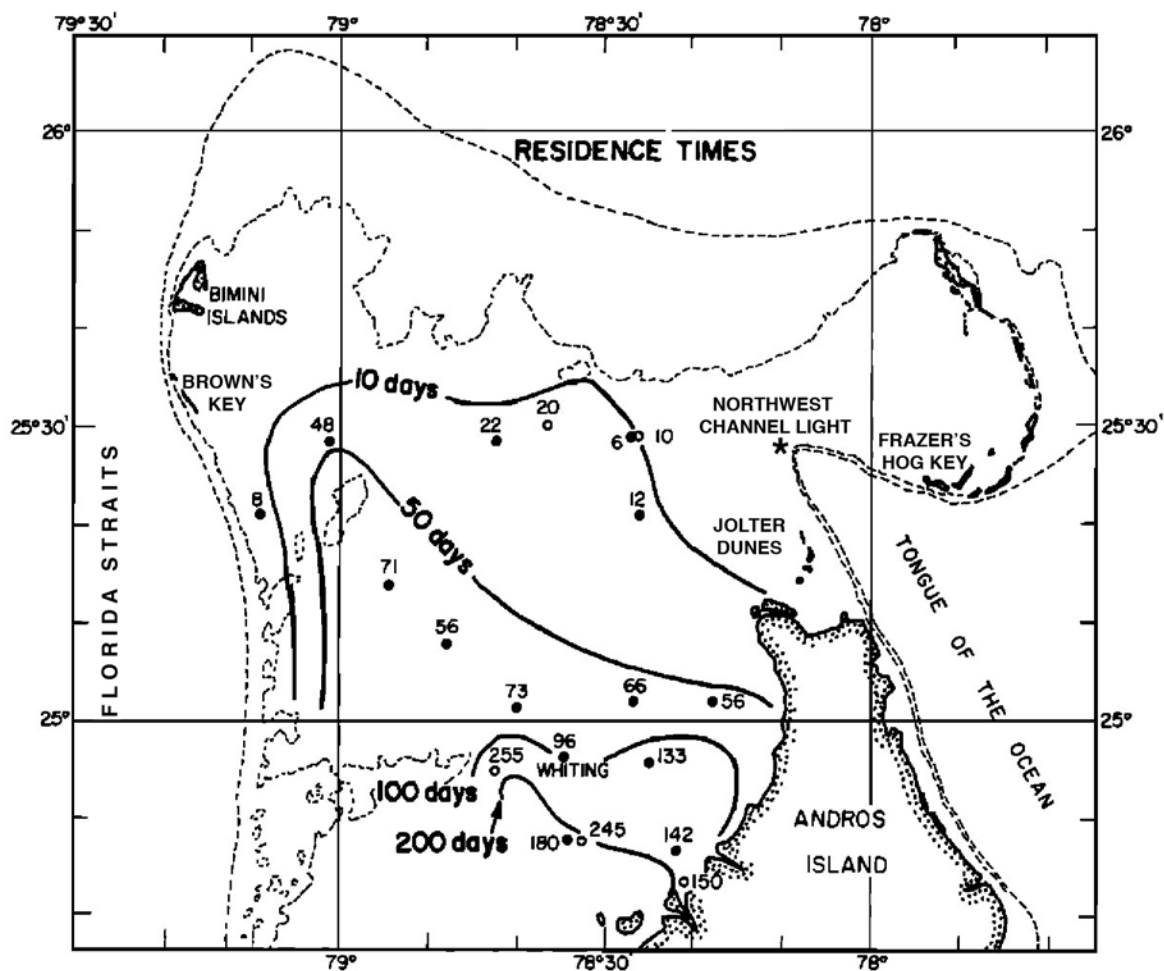 79°30' 79° 78°30' 78°
26° 26°
RESIDENCE TIMES
BIMINI
ISLANDS
BROWN'S
KEY
10 days
NORTHWEST
CHANNEL LIGHT
FRAZER'S
HOG KEY
25°30' 25°30'
48 22 20 6 10
8 12
50 days
JOLTER
DUNES
FLORIDA STRAITS
TONGUE OF THE OCEAN
71
56
73 66 56
25° 25°
255 96 133
WHITING
100 days
200 days
180 245 142
150
ANDROS
ISLAND
79° 78°30' 78°